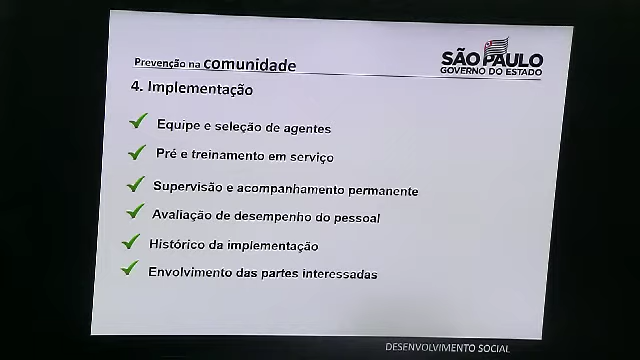 Prevenção na comunidade
SÃO PAULO
GOVERNO DO ESTADO
4. Implementação
Equipe e seleção de agentes
Pré e treinamento em serviço
Supervisão e acompanhamento permanente
Avaliação de desempenho do pessoal
Histórico da implementação
Envolvimento das partes interessadas
DESENVOLVIMENTO SOCIAL